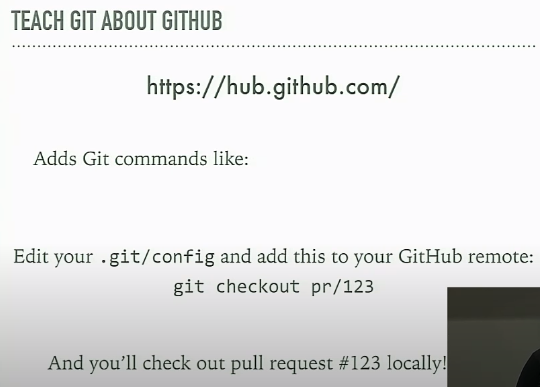 TEACH GIT ABOUT GITHUB
https://hub.github.com/
Adds Git commands like:
Edit your .git/config and add this to your GitHub remote:
git checkout pr/123
And you'll check out pull request #123 locally!